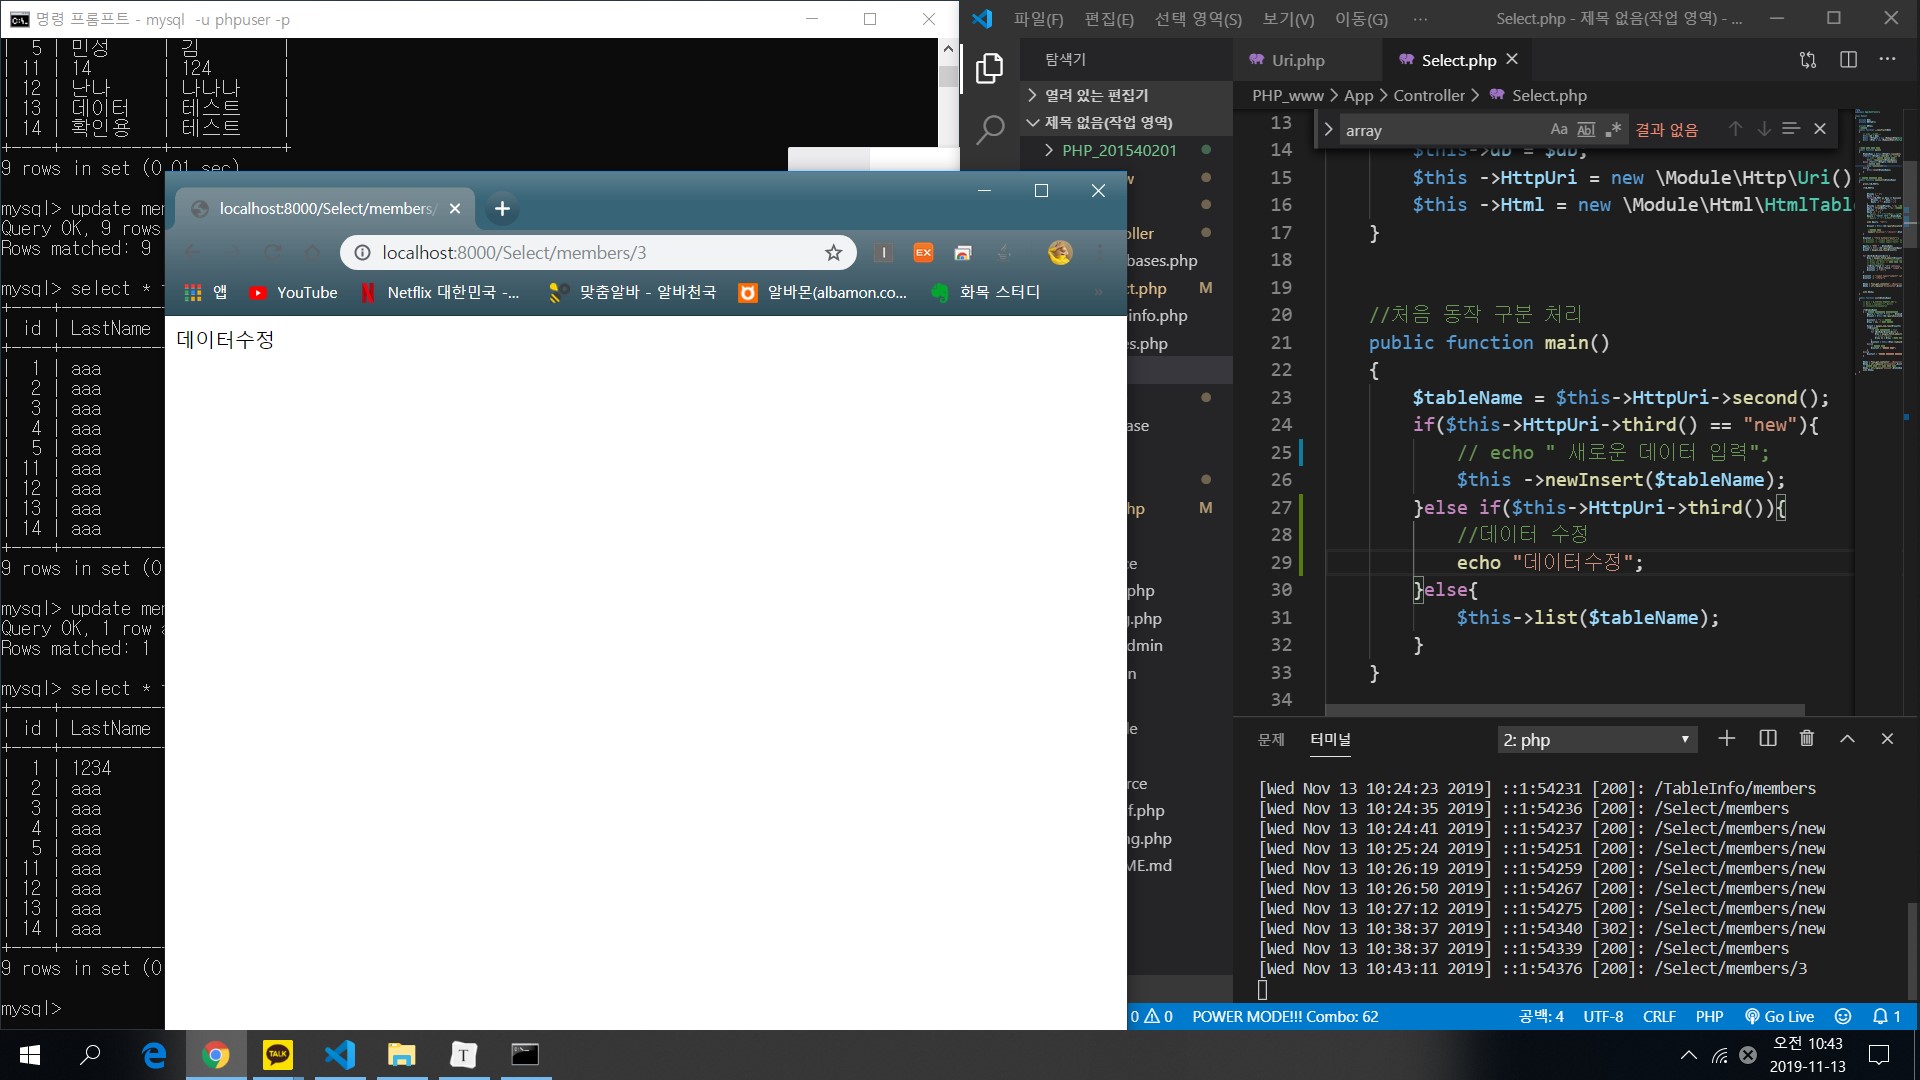 명령 프롬프트 - mysql -u phpuser -p
| 5 | 민성 | 김 |
| 11 | 14 | 124 |
| 12 | 난나 | 나나나 |
| 13 | 데이터 | 테스트 |
| 14 | 확인용 | 테스트 |
+----+-----------+-----------+
9 rows in set (0.01 sec)
mysql> update mem
Query OK, 9 rows
Rows matched: 9
mysql> select *
| id | LastName
| 1 | aaa
| 2 | aaa
| 3 | aaa
| 4 | aaa
| 5 | aaa
| 11 | aaa
| 12 | aaa
| 13 | aaa
| 14 | aaa
9 rows in set (0
mysql> update mem
Query OK, 1 row a
Rows matched: 1
mysql> select *
| id | LastName
| 1 | 1234
| 2 | aaa
| 3 | aaa
| 4 | aaa
| 5 | aaa
| 11 | aaa
| 12 | aaa
| 13 | aaa
| 14 | aaa
9 rows in set (0
mysql>
localhost:8000/Select/members/
localhost:8000/Select/members/3
EX
앱 YouTube Netflix 대한민국 -... 맞춤알바 - 알바천국 알바몬(albamon.co... 화목 스터디
데이터수정
파일(F) 편집(E) 선택 영역(S) 보기(V) 이동(G) ··· Select.php - 제목 없음(작업 영역) - ...
탐색기
열려 있는 편집기
제목 없음(작업 영역)
PHP_201540201
w
oller
bases.php
ct.php M
info.php
es.php
ase
hp M
ce
php
g.php
dmin
n
le
rce
f.php
ng.php
ME.md
Uri.php Select.php
PHP_www > App > Controller > Select.php
array Aa Abl .* 결과 없음
13
14 $this->db = $db;
15 $this ->HttpUri = new \Module\Http\Uri()
16 $this ->Html = new \Module\Html\HtmlTabl
17 }
18
19
20 //처음 동작 구분 처리
21 public function main()
22 {
23 $tableName = $this->HttpUri->second();
24 if($this->HttpUri->third() == "new"){
25 // echo " 새로운 데이터 입력";
26 $this ->newInsert($tableName);
27 }else if($this->HttpUri->third()){
28 //데이터 수정
29 echo "데이터수정";
30 }else{
31 $this->list($tableName);
32 }
33 }
34
문제 터미널 2: php
[Wed Nov 13 10:24:23 2019] ::1:54231 [200]: /TableInfo/members
[Wed Nov 13 10:24:35 2019] ::1:54236 [200]: /Select/members
[Wed Nov 13 10:24:41 2019] ::1:54237 [200]: /Select/members/new
[Wed Nov 13 10:25:24 2019] ::1:54251 [200]: /Select/members/new
[Wed Nov 13 10:26:19 2019] ::1:54259 [200]: /Select/members/new
[Wed Nov 13 10:26:50 2019] ::1:54267 [200]: /Select/members/new
[Wed Nov 13 10:27:12 2019] ::1:54275 [200]: /Select/members/new
[Wed Nov 13 10:38:37 2019] ::1:54340 [302]: /Select/members/new
[Wed Nov 13 10:38:37 2019] ::1:54339 [200]: /Select/members
[Wed Nov 13 10:43:11 2019] ::1:54376 [200]: /Select/members/3
0 0 POWER MODE!!! Combo: 62 공백: 4 UTF-8 CRLF PHP Go Live 1
TALK
T
오전 10:43
2019-11-13